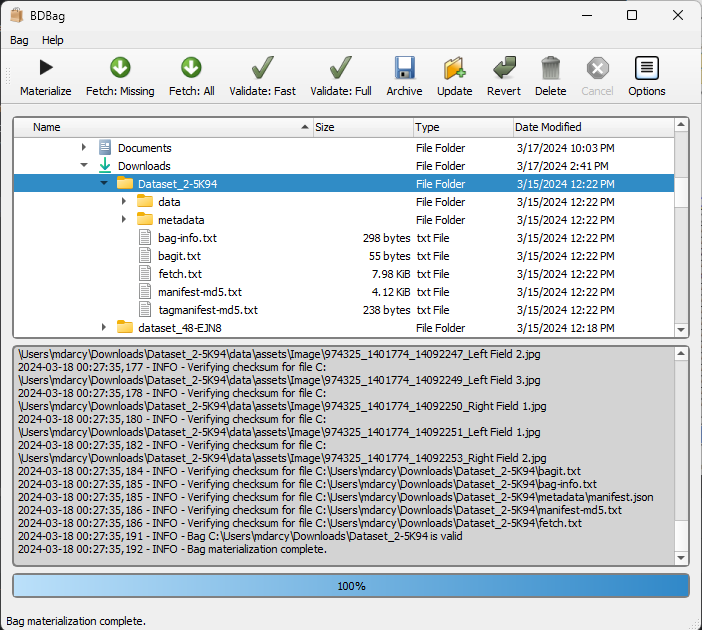 BDBag
Bag Help
Materialize Fetch: Missing Fetch: All Validate: Fast Validate: Full Archive Update Revert Delete Cancel Options
Name Size Type Date Modified
Documents File Folder 3/17/2024 10:03 PM
Downloads File Folder 3/17/2024 2:41 PM
Dataset_2-5K94 File Folder 3/15/2024 12:22 PM
data File Folder 3/15/2024 12:22 PM
metadata File Folder 3/15/2024 12:22 PM
bag-info.txt 298 bytes txt File 3/15/2024 12:22 PM
bagit.txt 55 bytes txt File 3/15/2024 12:22 PM
fetch.txt 7.98 KiB txt File 3/15/2024 12:22 PM
manifest-md5.txt 4.12 KiB txt File 3/15/2024 12:22 PM
tagmanifest-md5.txt 238 bytes txt File 3/15/2024 12:22 PM
dataset_48-EJN8 File Folder 3/15/2024 12:18 PM
\Users\mdarcy\Downloads\Dataset_2-5K94\data\assets\Image\974325_1401774_14092247_Left Field 2.jpg
2024-03-18 00:27:35,177 - INFO - Verifying checksum for file C:
\Users\mdarcy\Downloads\Dataset_2-5K94\data\assets\Image\974325_1401774_14092249_Left Field 3.jpg
2024-03-18 00:27:35,178 - INFO - Verifying checksum for file C:
\Users\mdarcy\Downloads\Dataset_2-5K94\data\assets\Image\974325_1401774_14092250_Right Field 1.jpg
2024-03-18 00:27:35,180 - INFO - Verifying checksum for file C:
\Users\mdarcy\Downloads\Dataset_2-5K94\data\assets\Image\974325_1401774_14092251_Left Field 1.jpg
2024-03-18 00:27:35,182 - INFO - Verifying checksum for file C:
\Users\mdarcy\Downloads\Dataset_2-5K94\data\assets\Image\974325_1401774_14092253_Right Field 2.jpg
2024-03-18 00:27:35,184 - INFO - Verifying checksum for file C:\Users\mdarcy\Downloads\Dataset_2-5K94\bagit.txt
2024-03-18 00:27:35,185 - INFO - Verifying checksum for file C:\Users\mdarcy\Downloads\Dataset_2-5K94\bag-info.txt
2024-03-18 00:27:35,185 - INFO - Verifying checksum for file C:\Users\mdarcy\Downloads\Dataset_2-5K94\metadata\manifest.json
2024-03-18 00:27:35,186 - INFO - Verifying checksum for file C:\Users\mdarcy\Downloads\Dataset_2-5K94\manifest-md5.txt
2024-03-18 00:27:35,186 - INFO - Verifying checksum for file C:\Users\mdarcy\Downloads\Dataset_2-5K94\fetch.txt
2024-03-18 00:27:35,191 - INFO - Bag C:\Users\mdarcy\Downloads\Dataset_2-5K94 is valid
2024-03-18 00:27:35,192 - INFO - Bag materialization complete.
100%
Bag materialization complete.